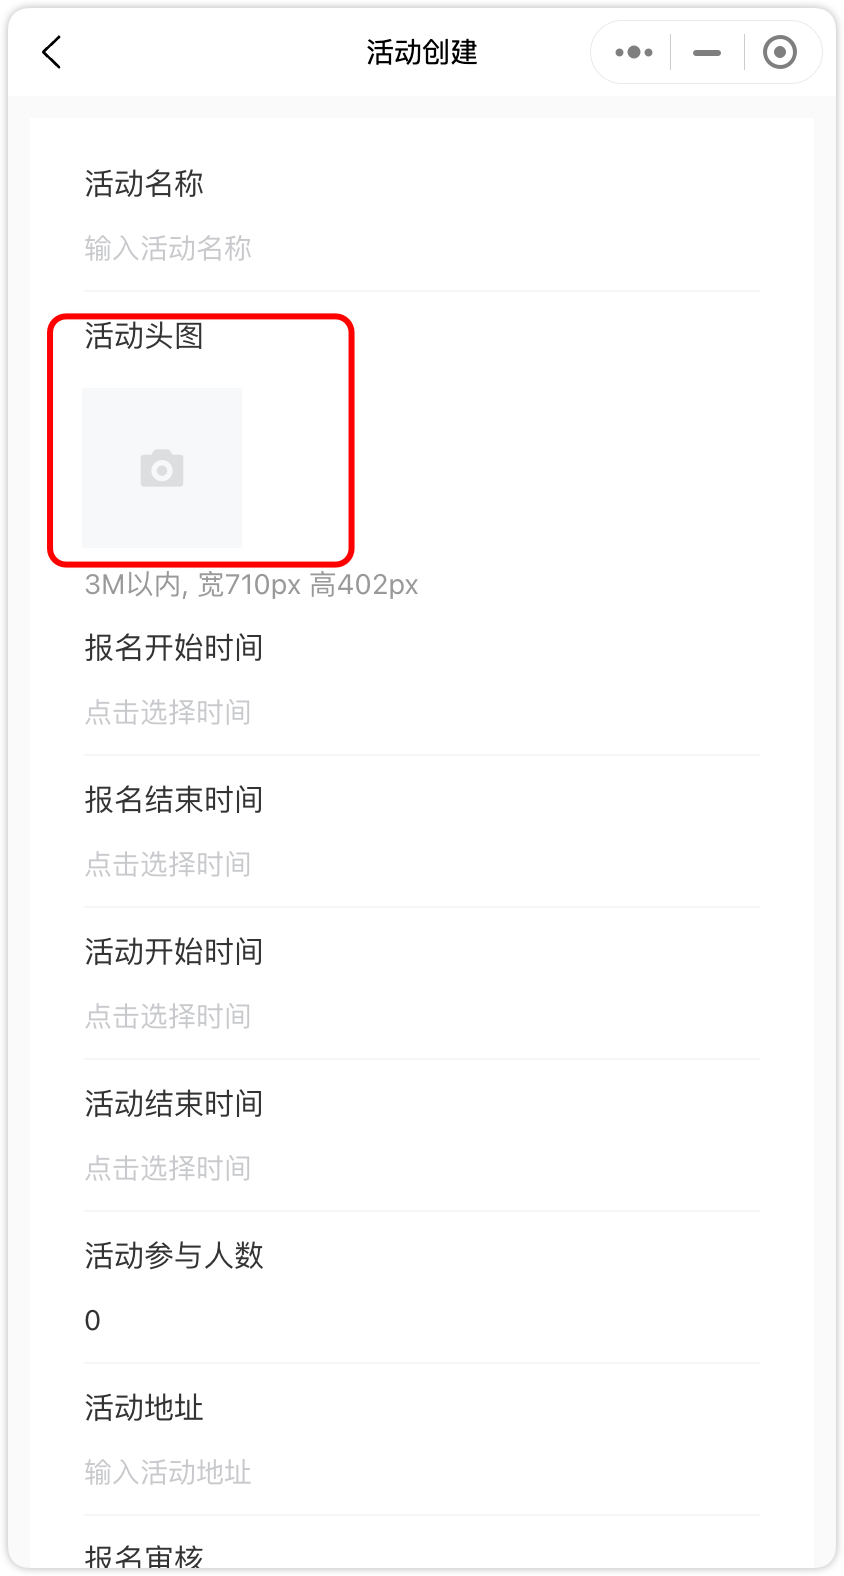 活动创建
活动名称
输入活动名称
活动头图
3M以内, 宽710px 高402px
报名开始时间
点击选择时间
报名结束时间
点击选择时间
活动开始时间
点击选择时间
活动结束时间
点击选择时间
活动参与人数
0
活动地址
输入活动地址
报名审核